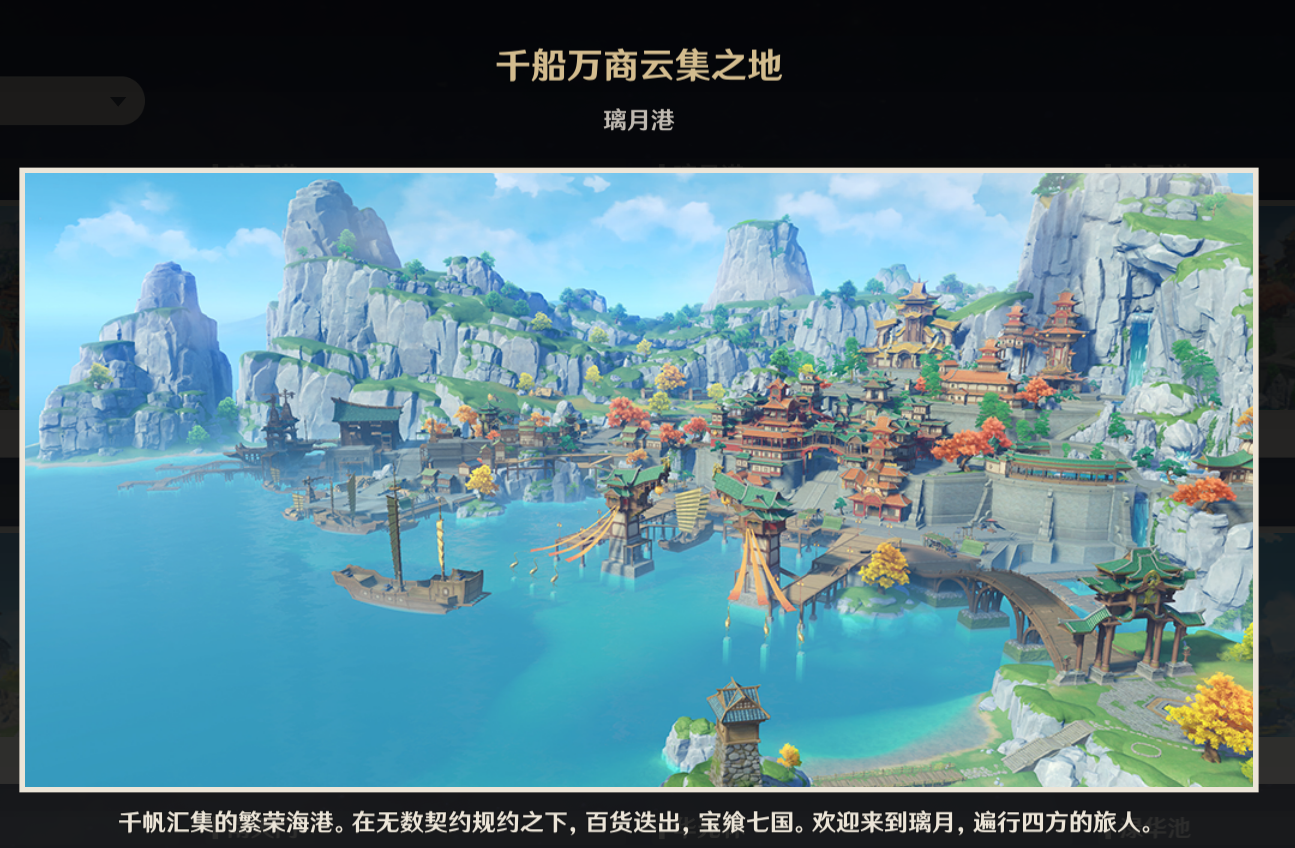 千船万商云集之地
璃月港
千帆汇集的繁荣海港。在无数契约规约之下，百货迭出，宝飨七国。欢迎来到璃月，遍行四方的旅人。